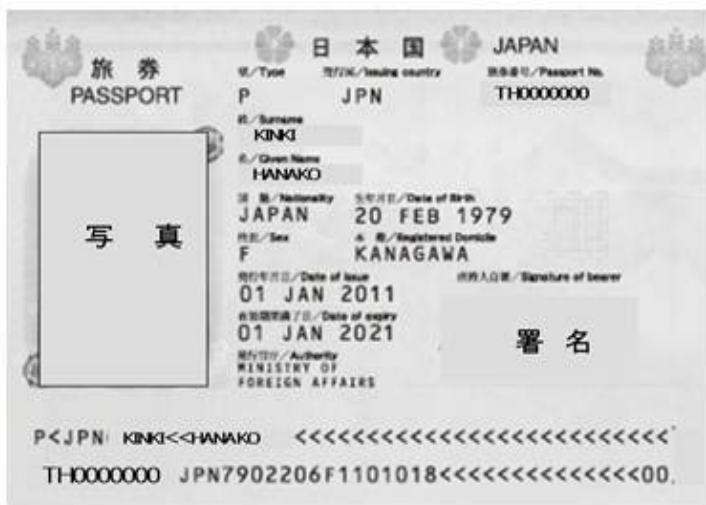 日本国 JAPAN
旅券
PASSPORT
型/Type 発行国/Issuing country 旅券番号/Passport No.
P JPN TH0000000
姓/Surname
KINKI
名/Given Name
HANAKO
国籍/Nationality 生年月日/Date of Birth
JAPAN 20 FEB 1979
性別/Sex 本籍/Registered Domicile
F KANAGAWA
発行年月日/Date of issue 所持人自署/Signature of bearer
01 JAN 2011
有効期間満了日/Date of expiry
01 JAN 2021
発行官庁/Authority
MINISTRY OF
FOREIGN AFFAIRS
写真
署名
P<JPN KINKI<<HANAKO <<<<<<<<<<<<<<<<<<<<<<<<<<<
TH0000000 JPN7902206F1101018<<<<<<<<<<<<<<00